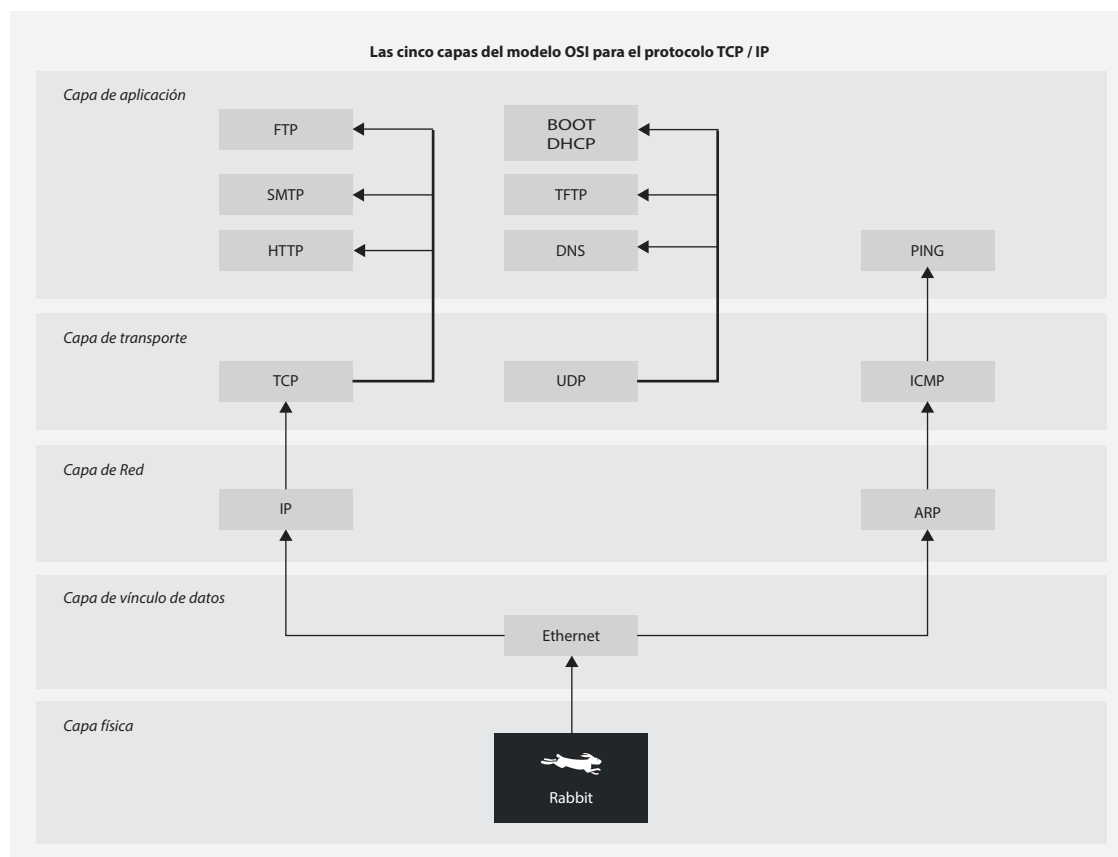 Las cinco capas del modelo OSI para el protocolo TCP / IP
Capa de aplicación
FTP
BOOT
DHCP
SMTP
TFTP
HTTP
DNS
PING
Capa de transporte
TCP
UDP
ICMP
Capa de Red
IP
ARP
Capa de vínculo de datos
Ethernet
Capa física
Rabbit